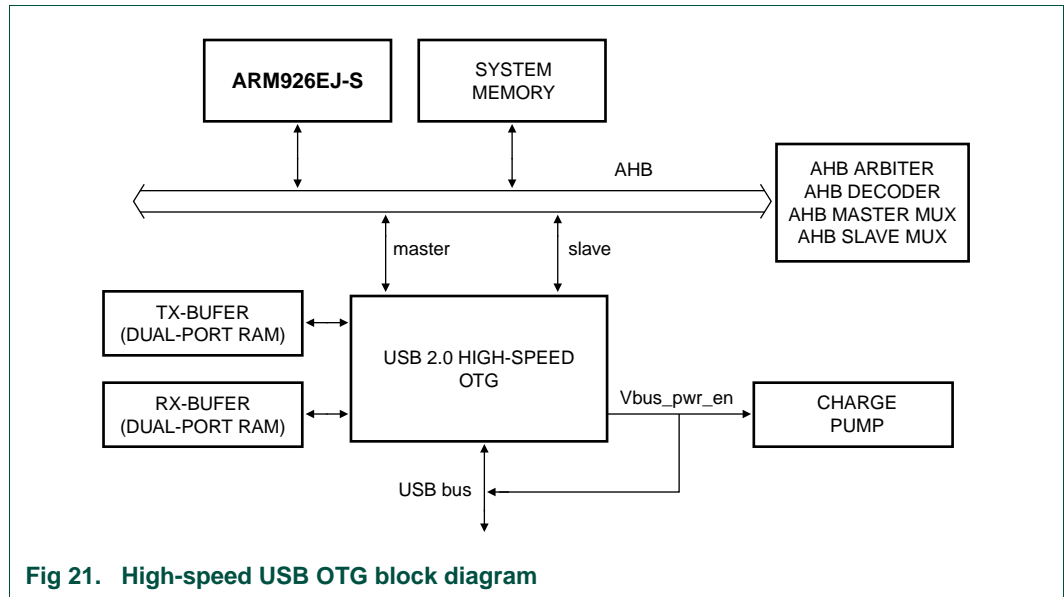 ARM926EJ-S
SYSTEM
MEMORY
AHB
AHB ARBITER
AHB DECODER
AHB MASTER MUX
AHB SLAVE MUX
master
slave
TX-BUFER
(DUAL-PORT RAM)
USB 2.0 HIGH-SPEED
OTG
RX-BUFER
(DUAL-PORT RAM)
Vbus_pwr_en
CHARGE
PUMP
USB bus
Fig 21. High-speed USB OTG block diagram